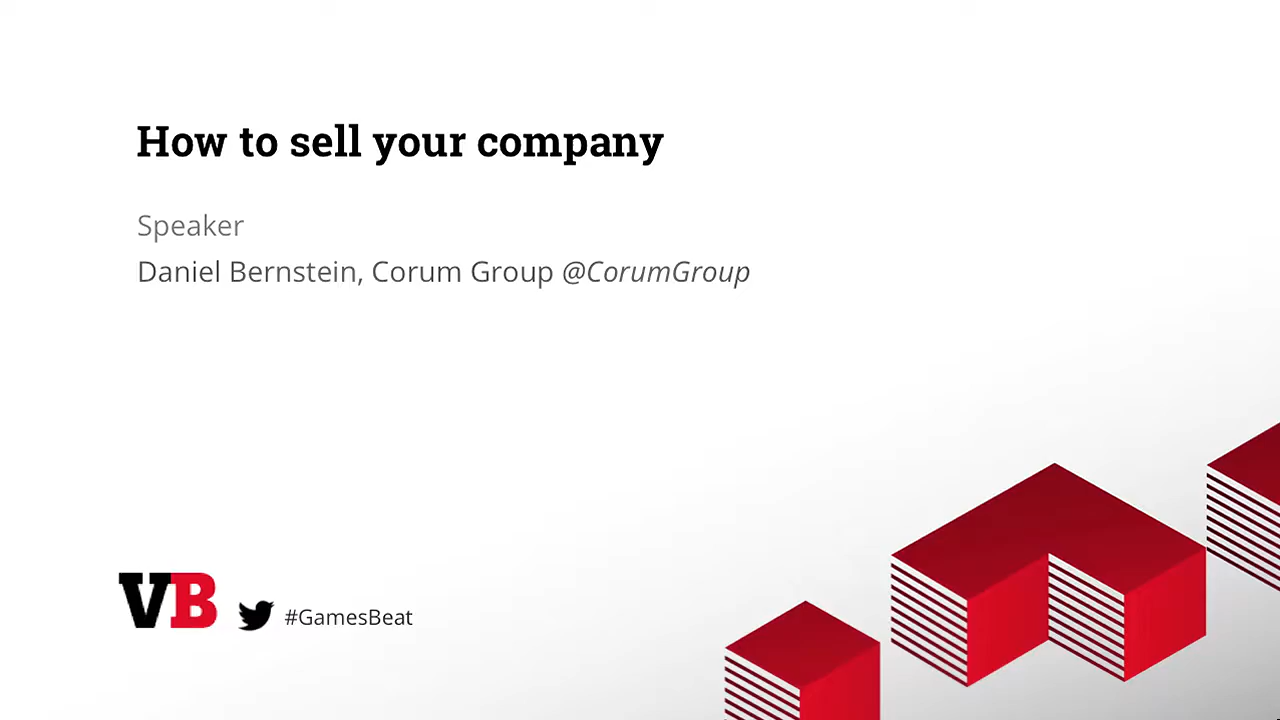 How to sell your company
Speaker
Daniel Bernstein, Corum Group @CorumGroup
VB #GamesBeat